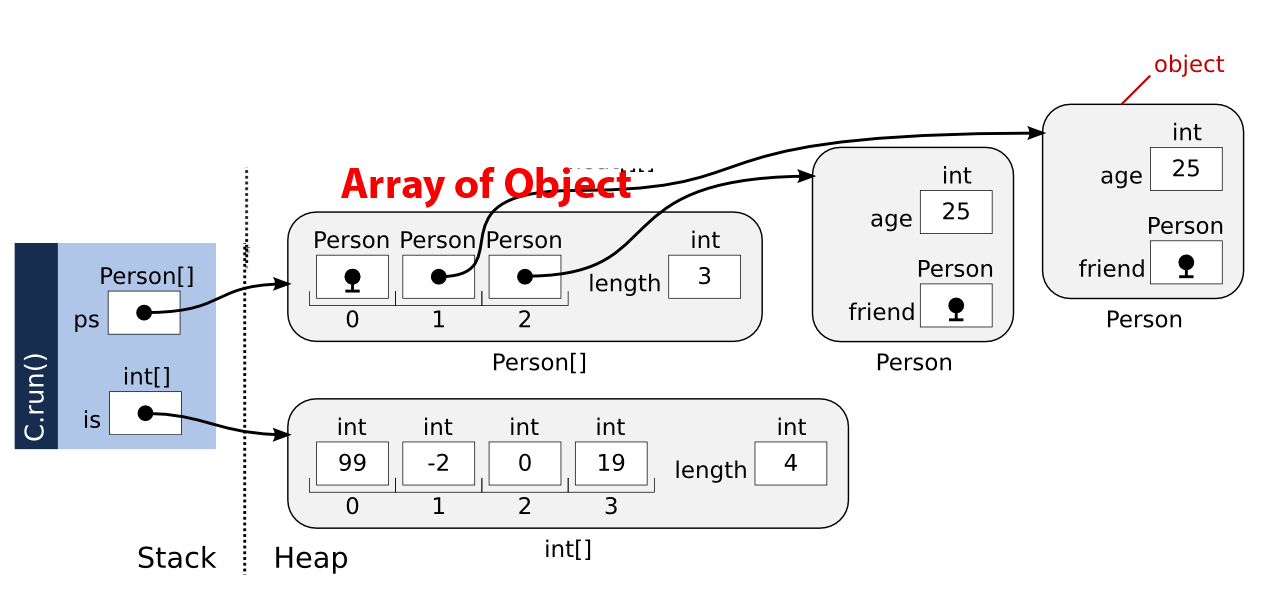 object
Array of Object
int
age
25
Person
friend
Person
int
age
25
Person
friend
Person
Person Person Person
int
length
3
0 1 2
Person[]
C.run()
Person[]
ps
int[]
is
int int int int
int
99 -2 0 19
length
4
0 1 2 3
int[]
Stack
Heap